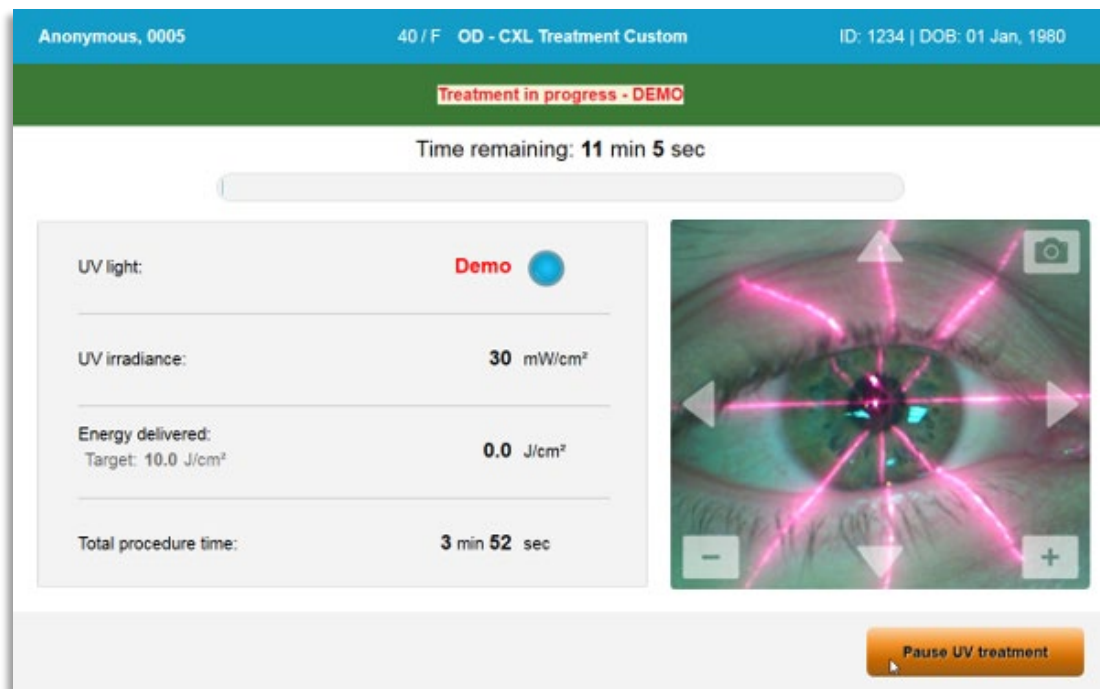 Anonymous, 0005 40 / F OD - CXL Treatment Custom ID: 1234 | DOB: 01 Jan, 1980
Treatment in progress - DEMO
Time remaining: 11 min 5 sec
UV light: Demo
UV irradiance: 30 mW/cm²
Energy delivered: 0.0 J/cm²
Target: 10.0 J/cm²
Total procedure time: 3 min 52 sec
Pause UV treatment